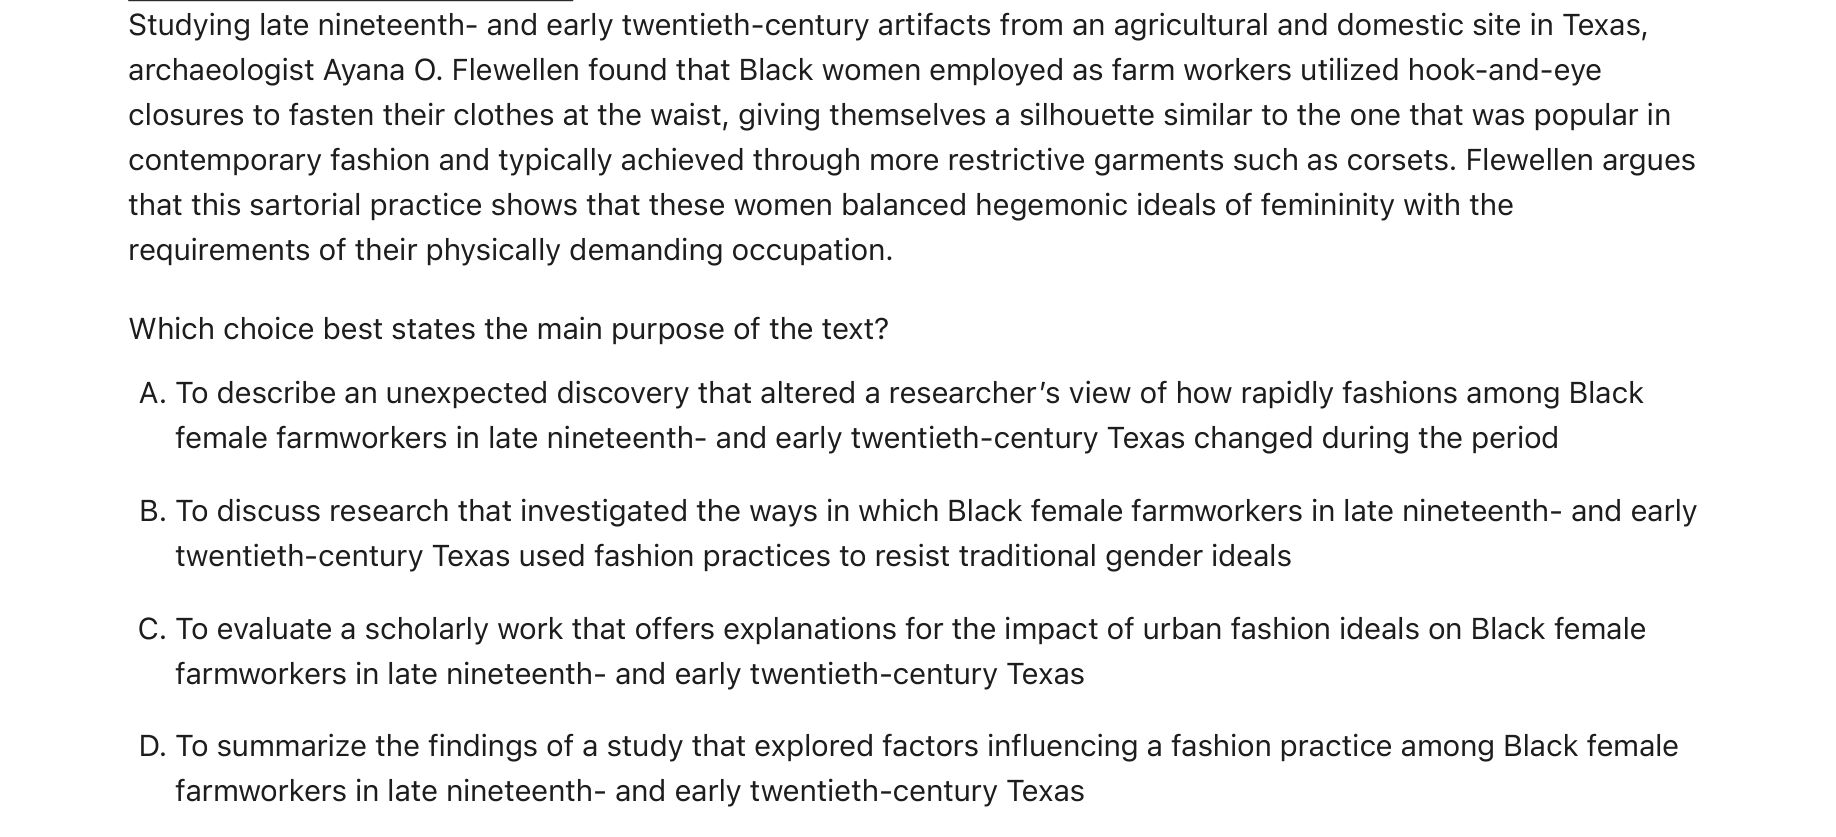 Studying late nineteenth- and early twentieth-century artifacts from an agricultural and domestic site in Texas,
archaeologist Ayana O. Flewellen found that Black women employed as farm workers utilized hook-and-eye
closures to fasten their clothes at the waist, giving themselves a silhouette similar to the one that was popular in
contemporary fashion and typically achieved through more restrictive garments such as corsets. Flewellen argues
that this sartorial practice shows that these women balanced hegemonic ideals of femininity with the
requirements of their physically demanding occupation.
Which choice best states the main purpose of the text?
A. To describe an unexpected discovery that altered a researcher’s view of how rapidly fashions among Black
female farmworkers in late nineteenth- and early twentieth-century Texas changed during the period
B. To discuss research that investigated the ways in which Black female farmworkers in late nineteenth- and early
twentieth-century Texas used fashion practices to resist traditional gender ideals
C. To evaluate a scholarly work that offers explanations for the impact of urban fashion ideals on Black female
farmworkers in late nineteenth- and early twentieth-century Texas
D. To summarize the findings of a study that explored factors influencing a fashion practice among Black female
farmworkers in late nineteenth- and early twentieth-century Texas